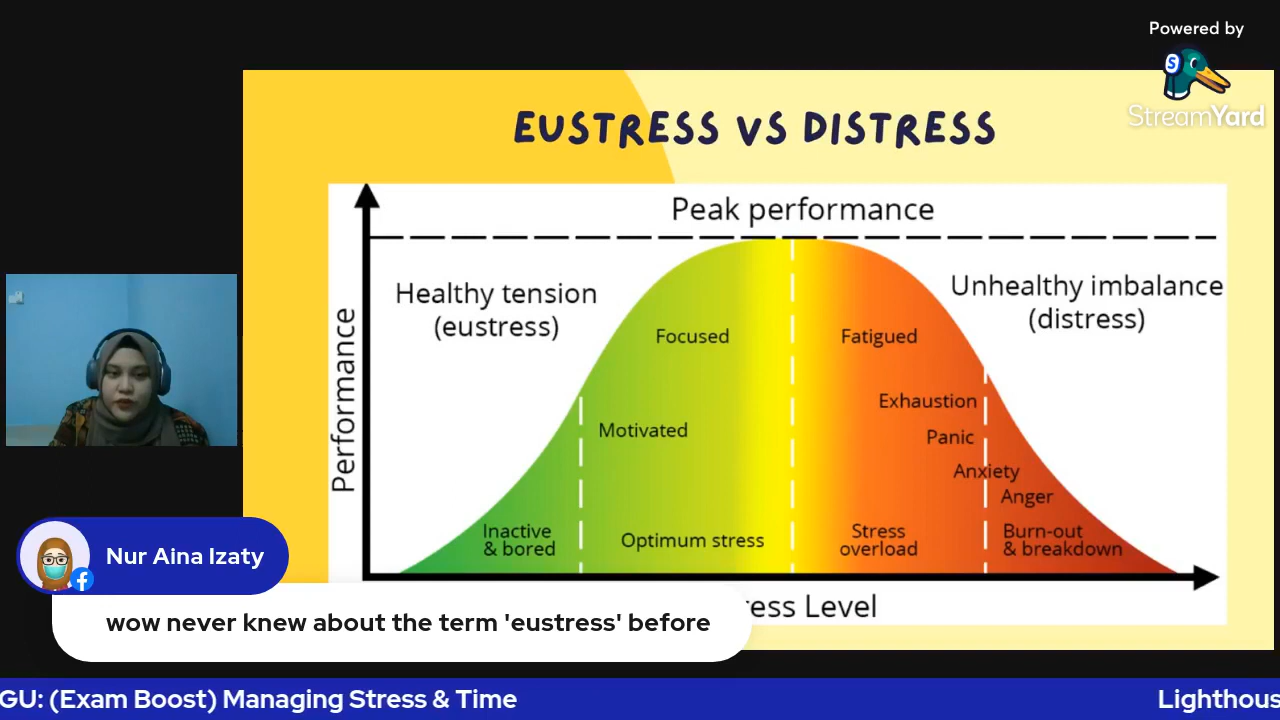 Powered by
StreamYard
EUSTRESS VS DISTRESS
Peak performance
Healthy tension
(eustress)
Unhealthy imbalance
(distress)
Performance
Focused
Fatigued
Motivated
Exhaustion
Panic
Anxiety
Anger
Inactive
& bored
Optimum stress
Stress
overload
Burn-out
& breakdown
ress Level
Nur Aina Izaty
wow never knew about the term 'eustress' before
GU: (Exam Boost) Managing Stress & Time
Lighthous